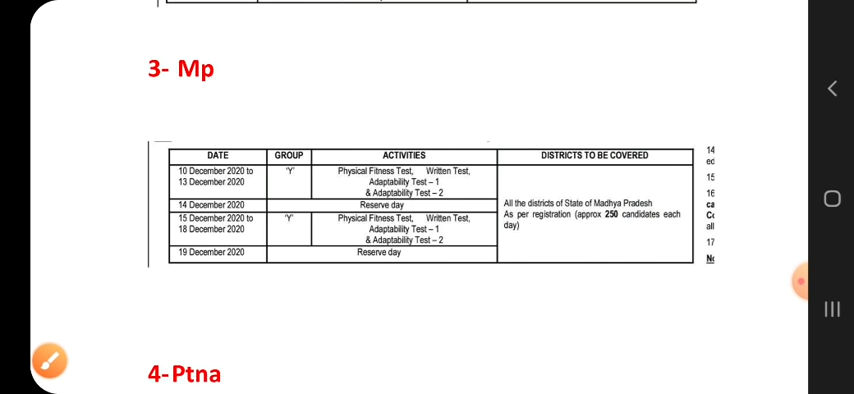 3- Mp
DATE GROUP ACTIVITIES DISTRICTS TO BE COVERED
10 December 2020 to 'Y' Physical Fitness Test, Written Test,
13 December 2020 Adaptability Test – 1
& Adaptability Test – 2
14 December 2020 Reserve day
15 December 2020 to 'Y' Physical Fitness Test, Written Test,
18 December 2020 Adaptability Test – 1
& Adaptability Test – 2
19 December 2020 Reserve day
All the districts of State of Madhya Pradesh
As per registration (approx 250 candidates each
day)
14
ed
15
16
ca
Co
all
17
4-Ptna